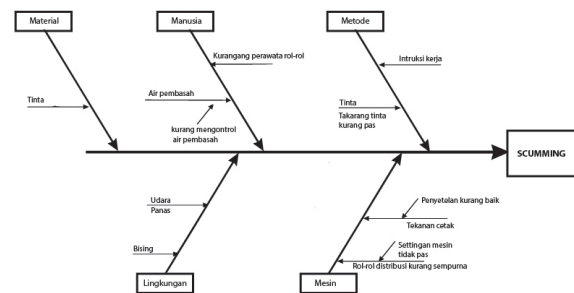 Material
Manusia
Metode
Kurangang perawata rol-rol
Intruksi kerja
Air pembasah
Tinta
Tinta
Takarang tinta
kurang pas
kurang mengontrol
air pembasah
SCUMMING
Udara
Panas
Penyetelan kurang baik
Tekanan cetak
Bising
Settingan mesin
tidak pas
Rol-rol distribusi kurang sempurna
Lingkungan
Mesin